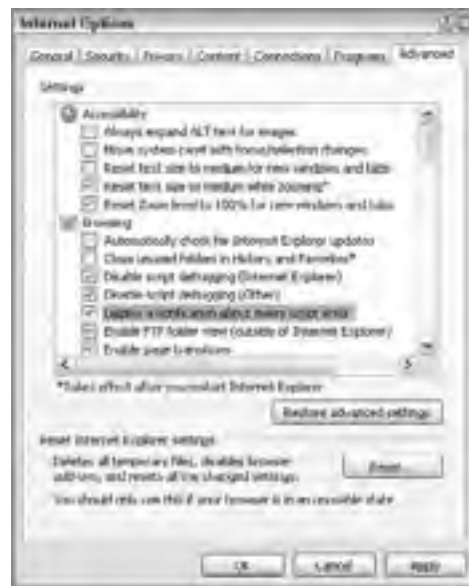 Internet Options
General Security Privacy Content Connections Programs Advanced
Settings
Accessibility
Always expand ALT text for images
Move system caret with focus/selection changes
Reset text size to medium for new windows and tabs
Reset text size to medium while zooming*
Reset Zoom level to 100% for new windows and tabs
Browsing
Automatically check for Internet Explorer updates
Close unused folders in History and Favorites*
Disable script debugging (Internet Explorer)
Disable script debugging (Other)
Display a notification about every script error
Enable FTP folder view (outside of Internet Explorer)
Enable page transitions
*Takes effect after you restart Internet Explorer
Restore advanced settings
Reset Internet Explorer settings
Deletes all temporary files, disables browser
add-ons, and resets all the changed settings.
Reset...
You should only use this if your browser is in an unusable state
OK Cancel Apply